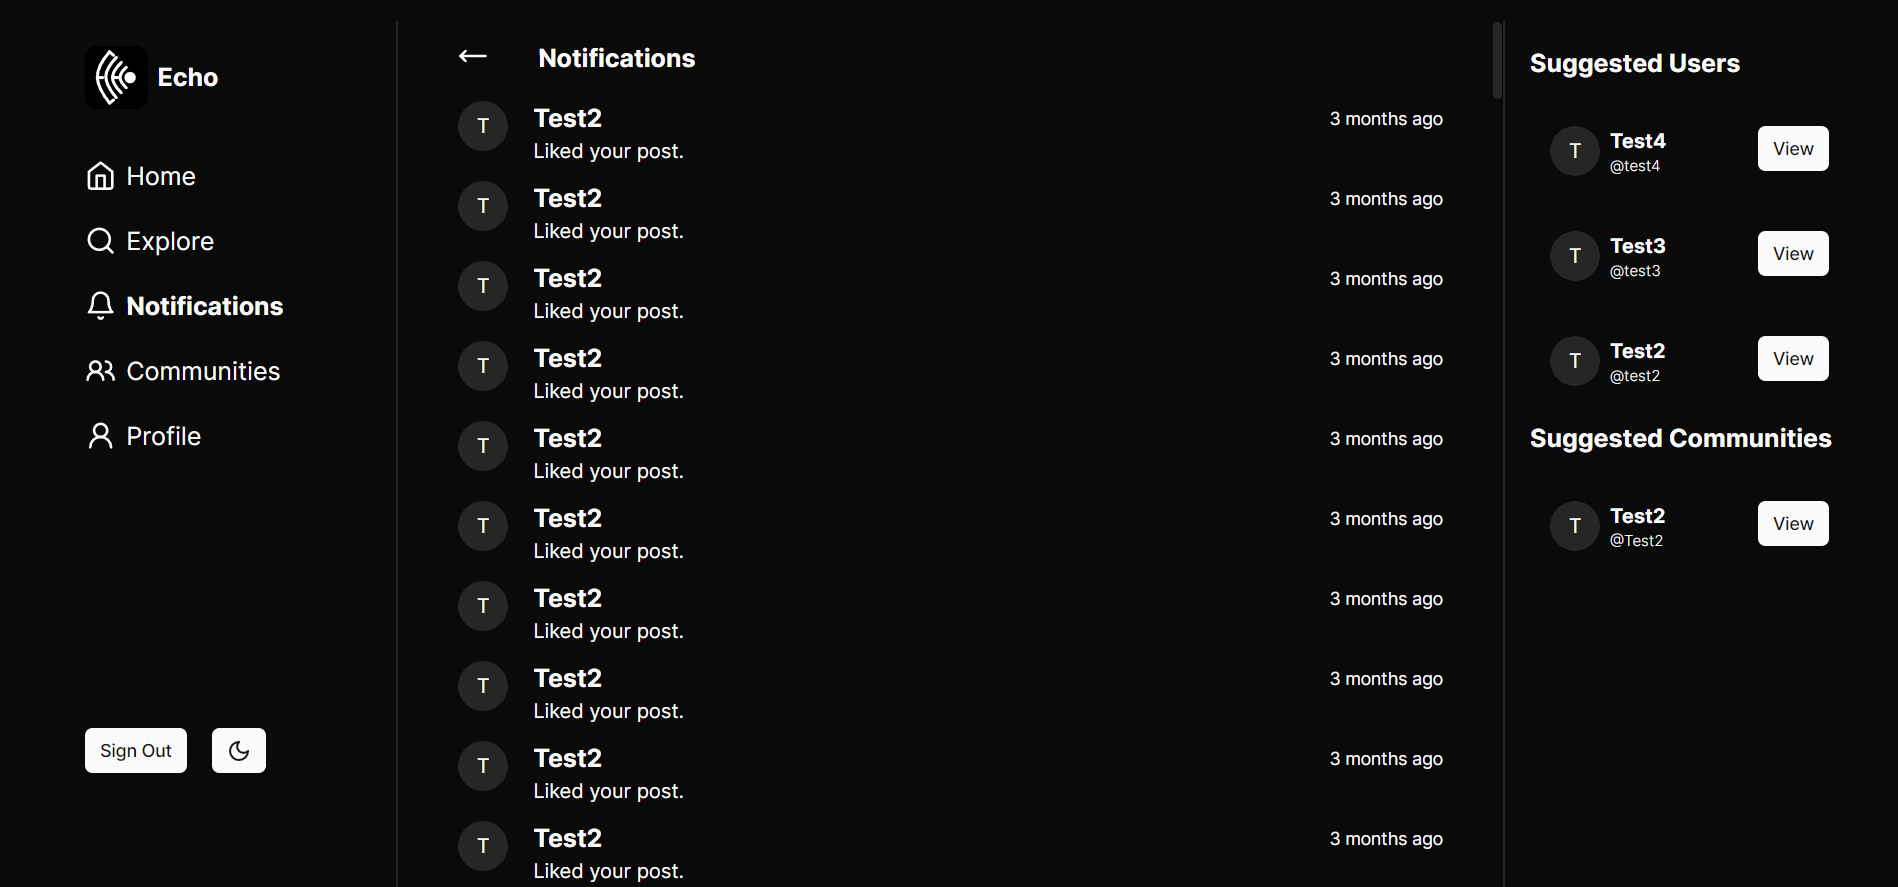 Echo
Home
Explore
Notifications
Communities
Profile
Sign Out
Notifications
T
Test2
3 months ago
Liked your post.
T
Test2
3 months ago
Liked your post.
T
Test2
3 months ago
Liked your post.
T
Test2
3 months ago
Liked your post.
T
Test2
3 months ago
Liked your post.
T
Test2
3 months ago
Liked your post.
T
Test2
3 months ago
Liked your post.
T
Test2
3 months ago
Liked your post.
T
Test2
3 months ago
Liked your post.
T
Test2
3 months ago
Liked your post.
Suggested Users
T
Test4
@test4
View
T
Test3
@test3
View
T
Test2
@test2
View
Suggested Communities
T
Test2
@Test2
View